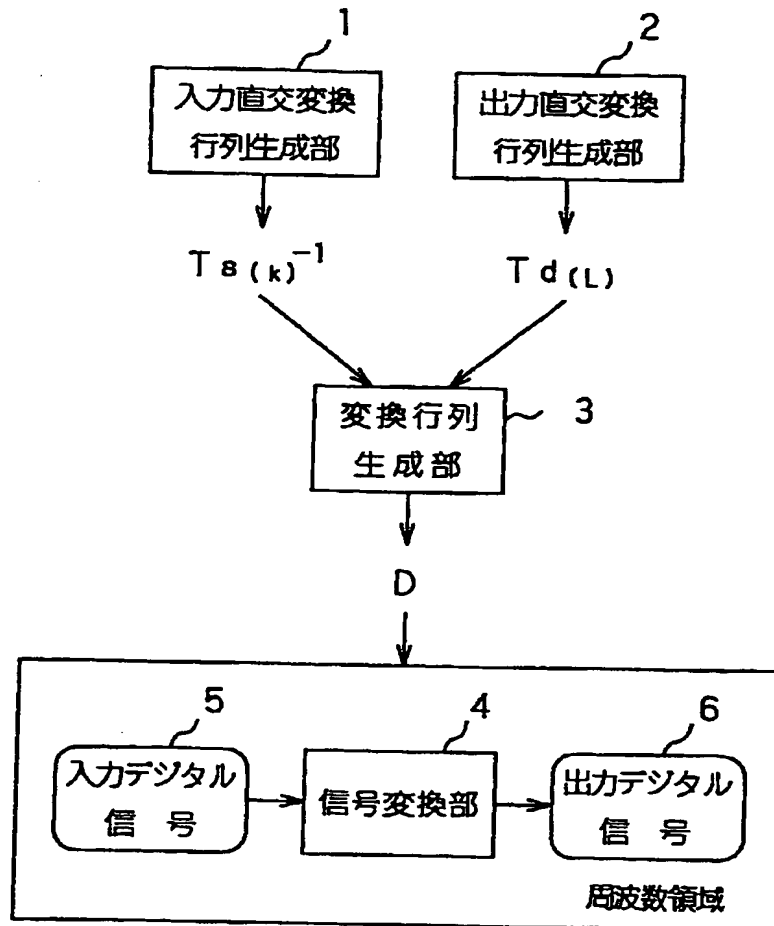 1
2
入力直交変換
行列生成部
出力直交変換
行列生成部
Ts(k)⁻¹
Td(L)
変換行列
生成部
3
D
5
4
6
入力デジタル
信号
信号変換部
出力デジタル
信号
周波数領域